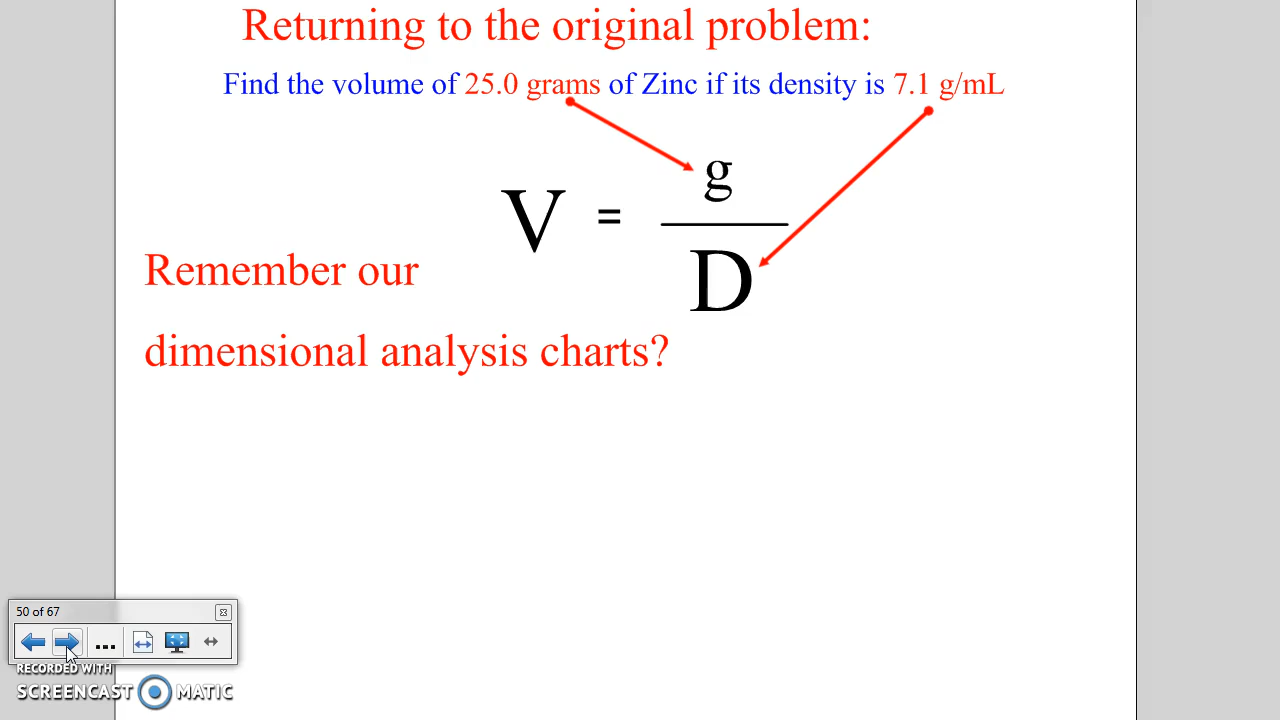 Returning to the original problem:
Find the volume of 25.0 grams of Zinc if its density is 7.1 g/mL
V = g
D
Remember our
dimensional analysis charts?
50 of 67
...
RECORDED WITH
SCREENCAST MATIC